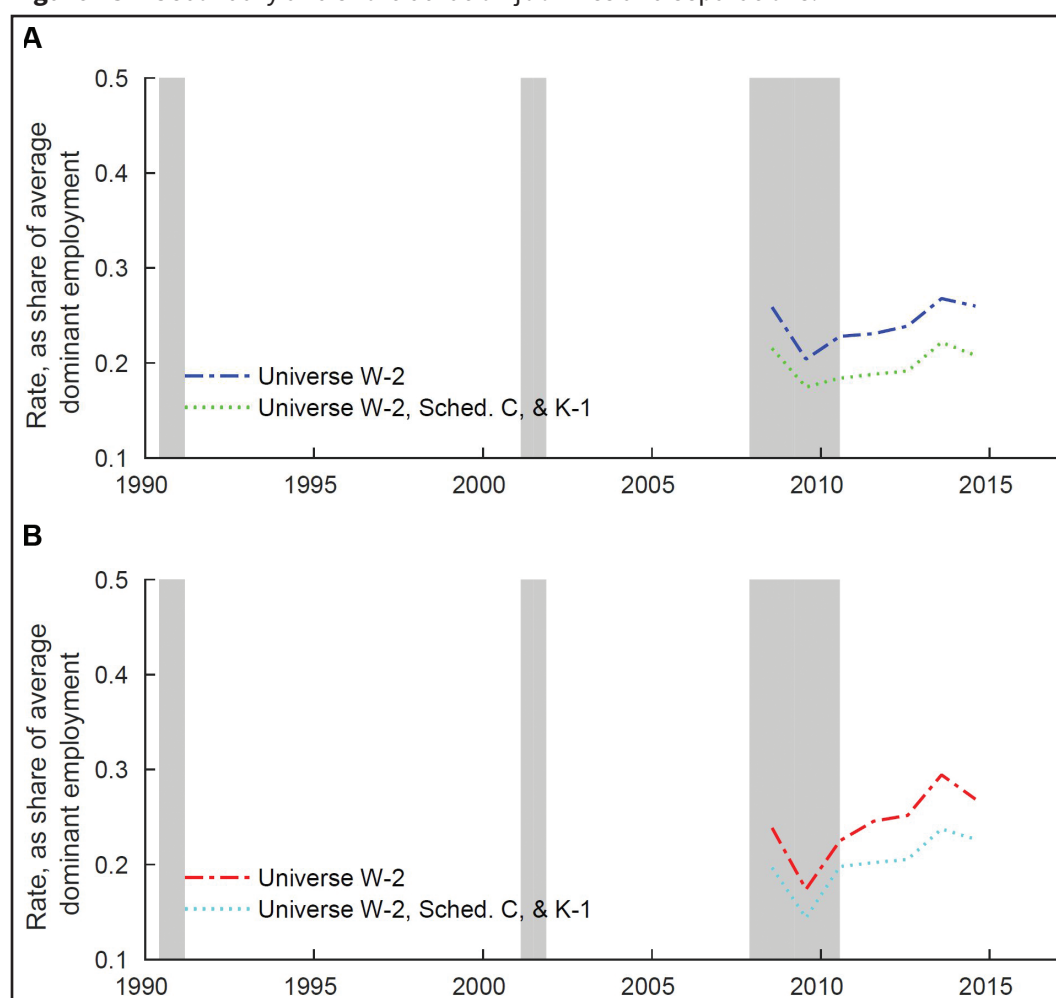 A
0.5
0.4
0.3
0.2
0.1
Rate, as share of average
dominant employment
Universe W-2
Universe W-2, Sched. C, & K-1
1990 1995 2000 2005 2010 2015
B
0.5
0.4
0.3
0.2
0.1
Rate, as share of average
dominant employment
Universe W-2
Universe W-2, Sched. C, & K-1
1990 1995 2000 2005 2010 2015